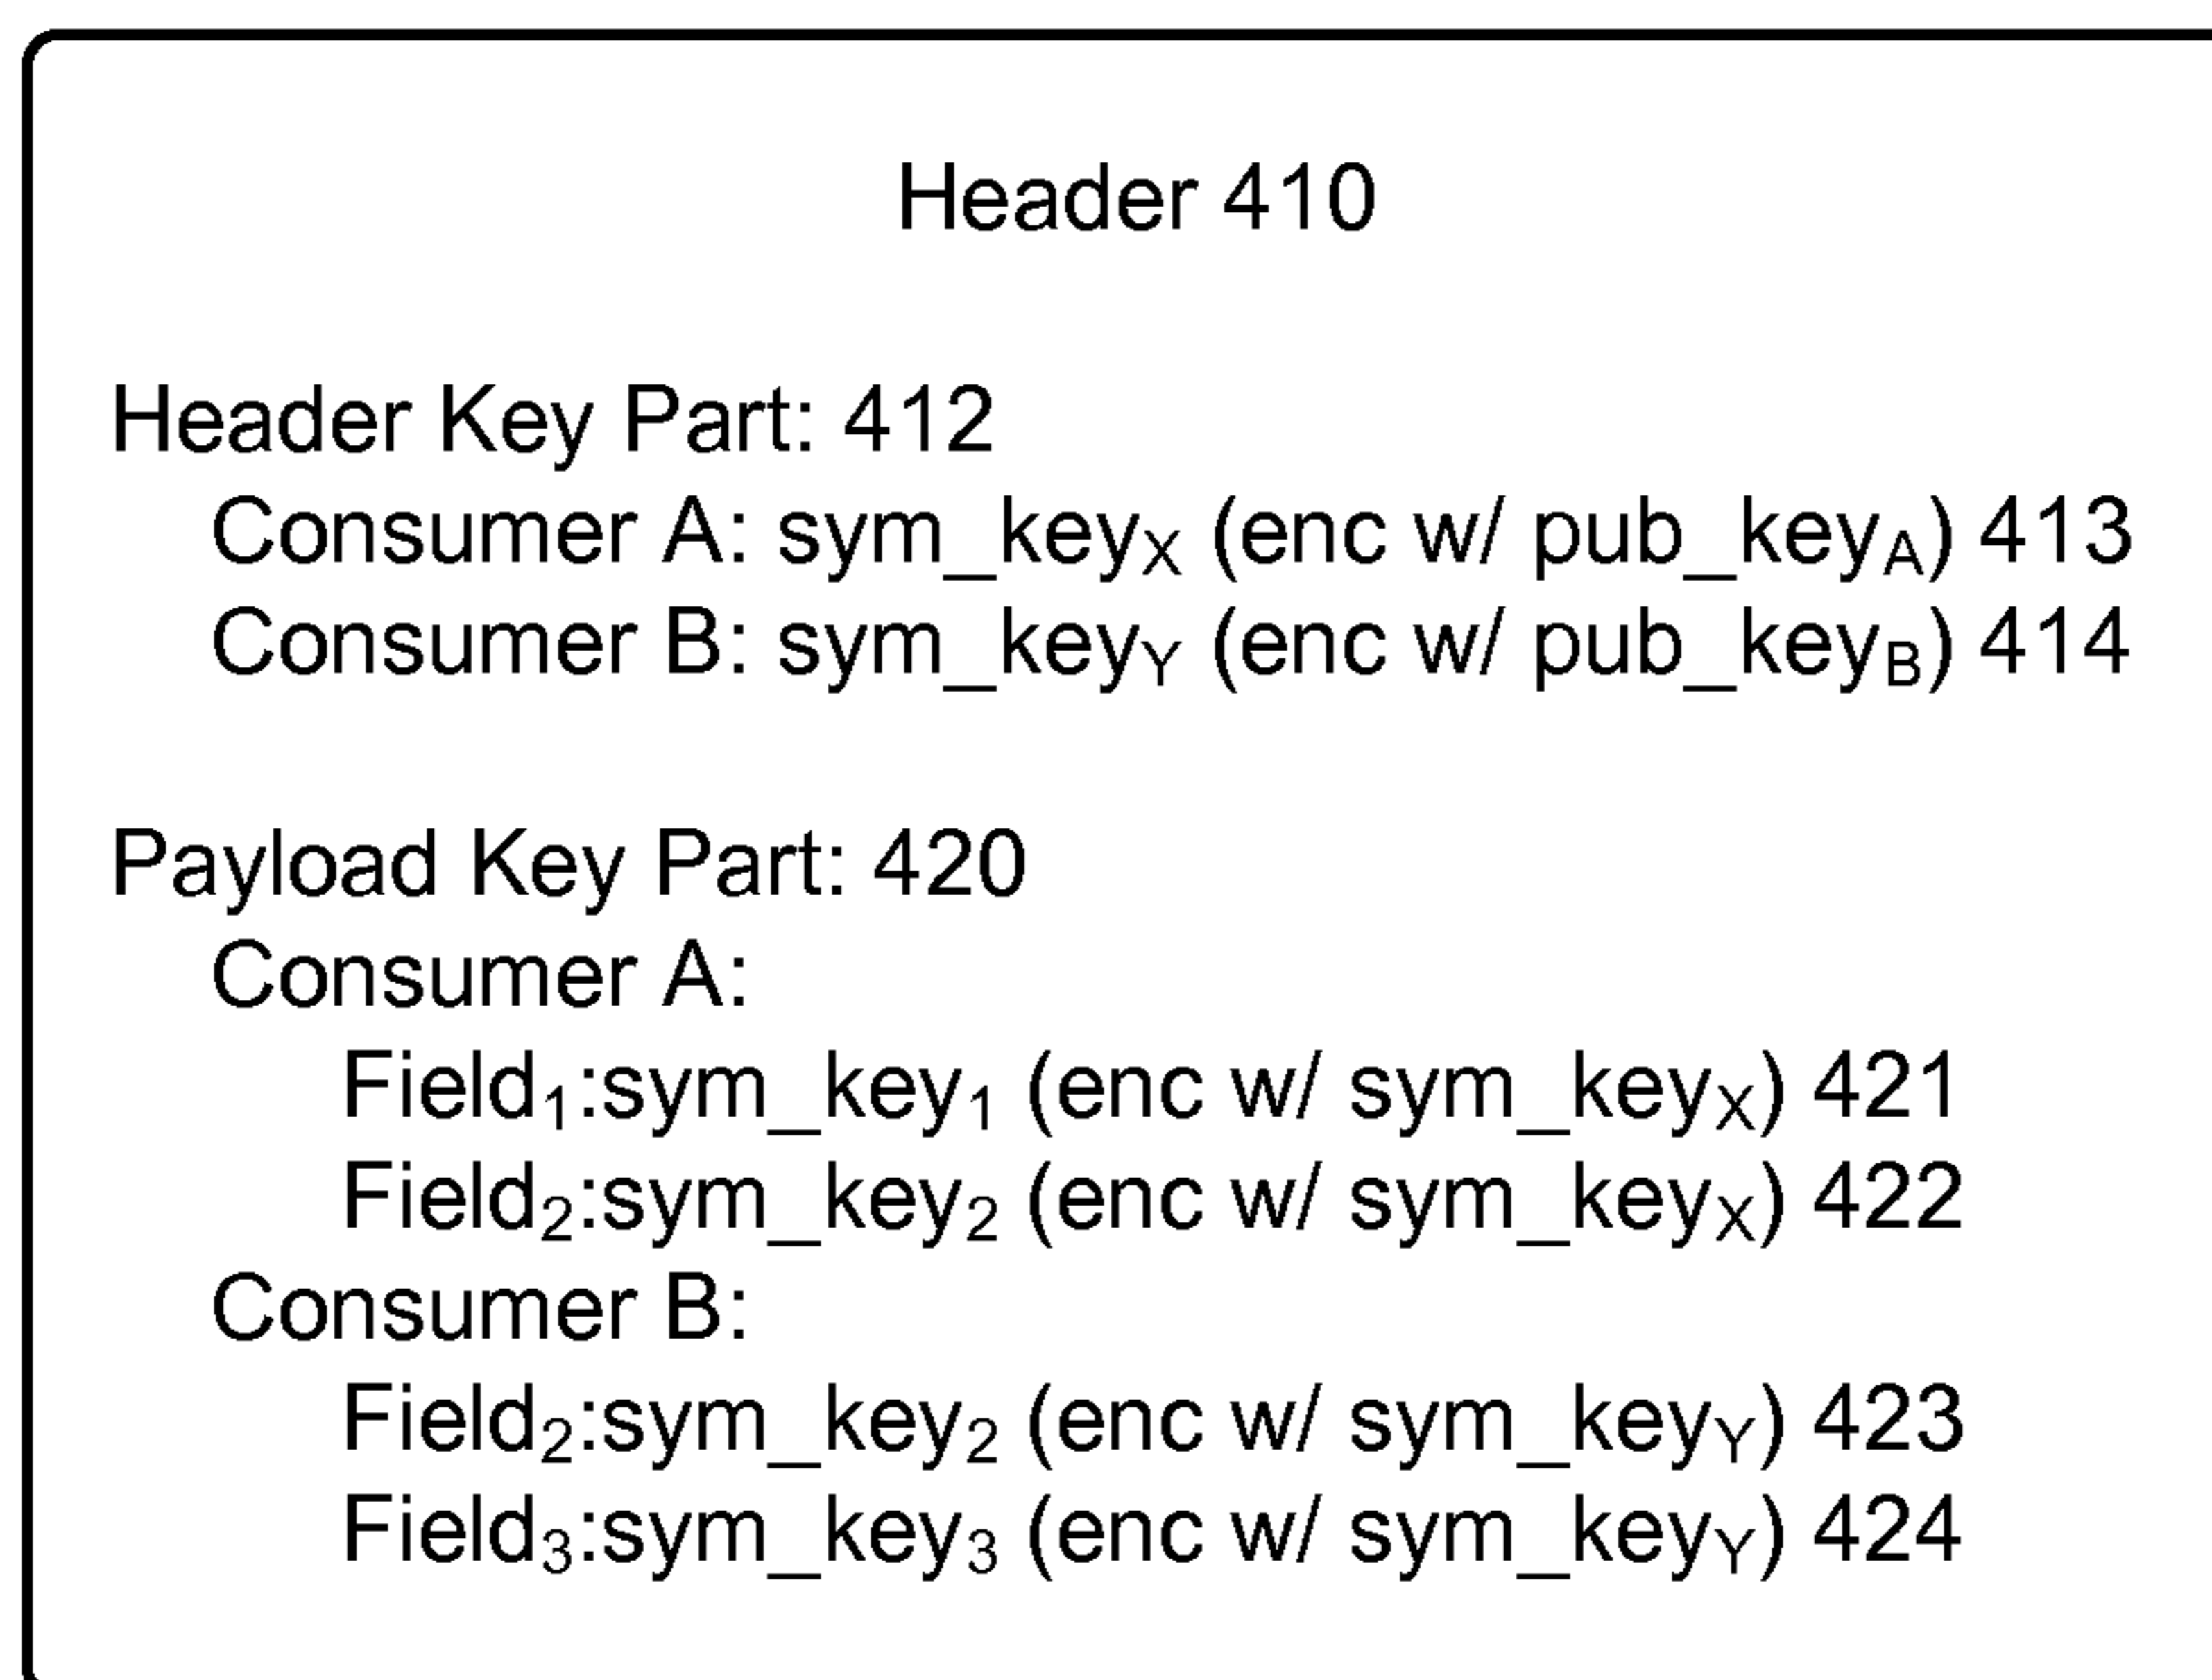 Header 410
Header Key Part: 412
Consumer A: sym_keyX (enc w/ pub_keyA) 413
Consumer B: sym_keyY (enc w/ pub_keyB) 414
Payload Key Part: 420
Consumer A:
Field1:sym_key1 (enc w/ sym_keyX) 421
Field2:sym_key2 (enc w/ sym_keyX) 422
Consumer B:
Field2:sym_key2 (enc w/ sym_keyY) 423
Field3:sym_key3 (enc w/ sym_keyY) 424